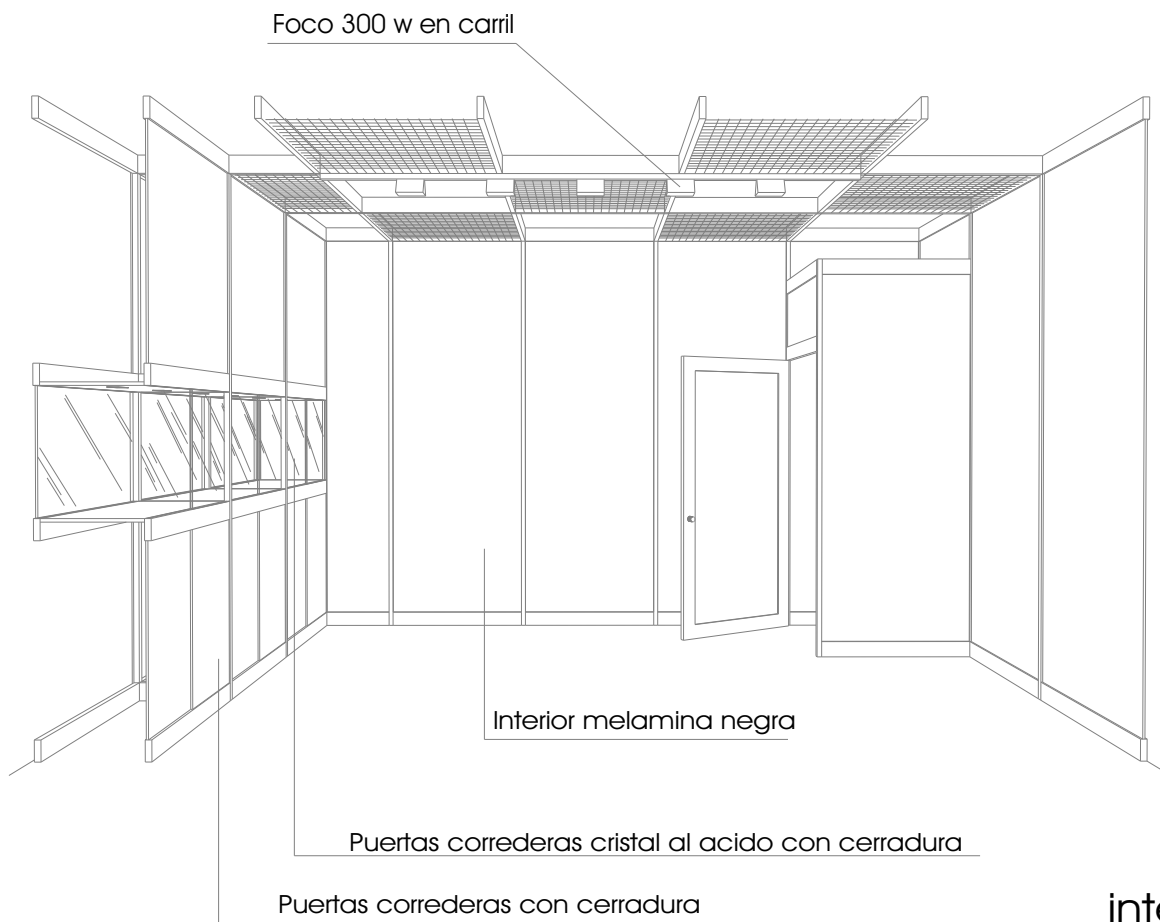 Foco 300 w en carril
Interior melamina negra
Puertas correderas cristal al acido con cerradura
Puertas correderas con cerradura